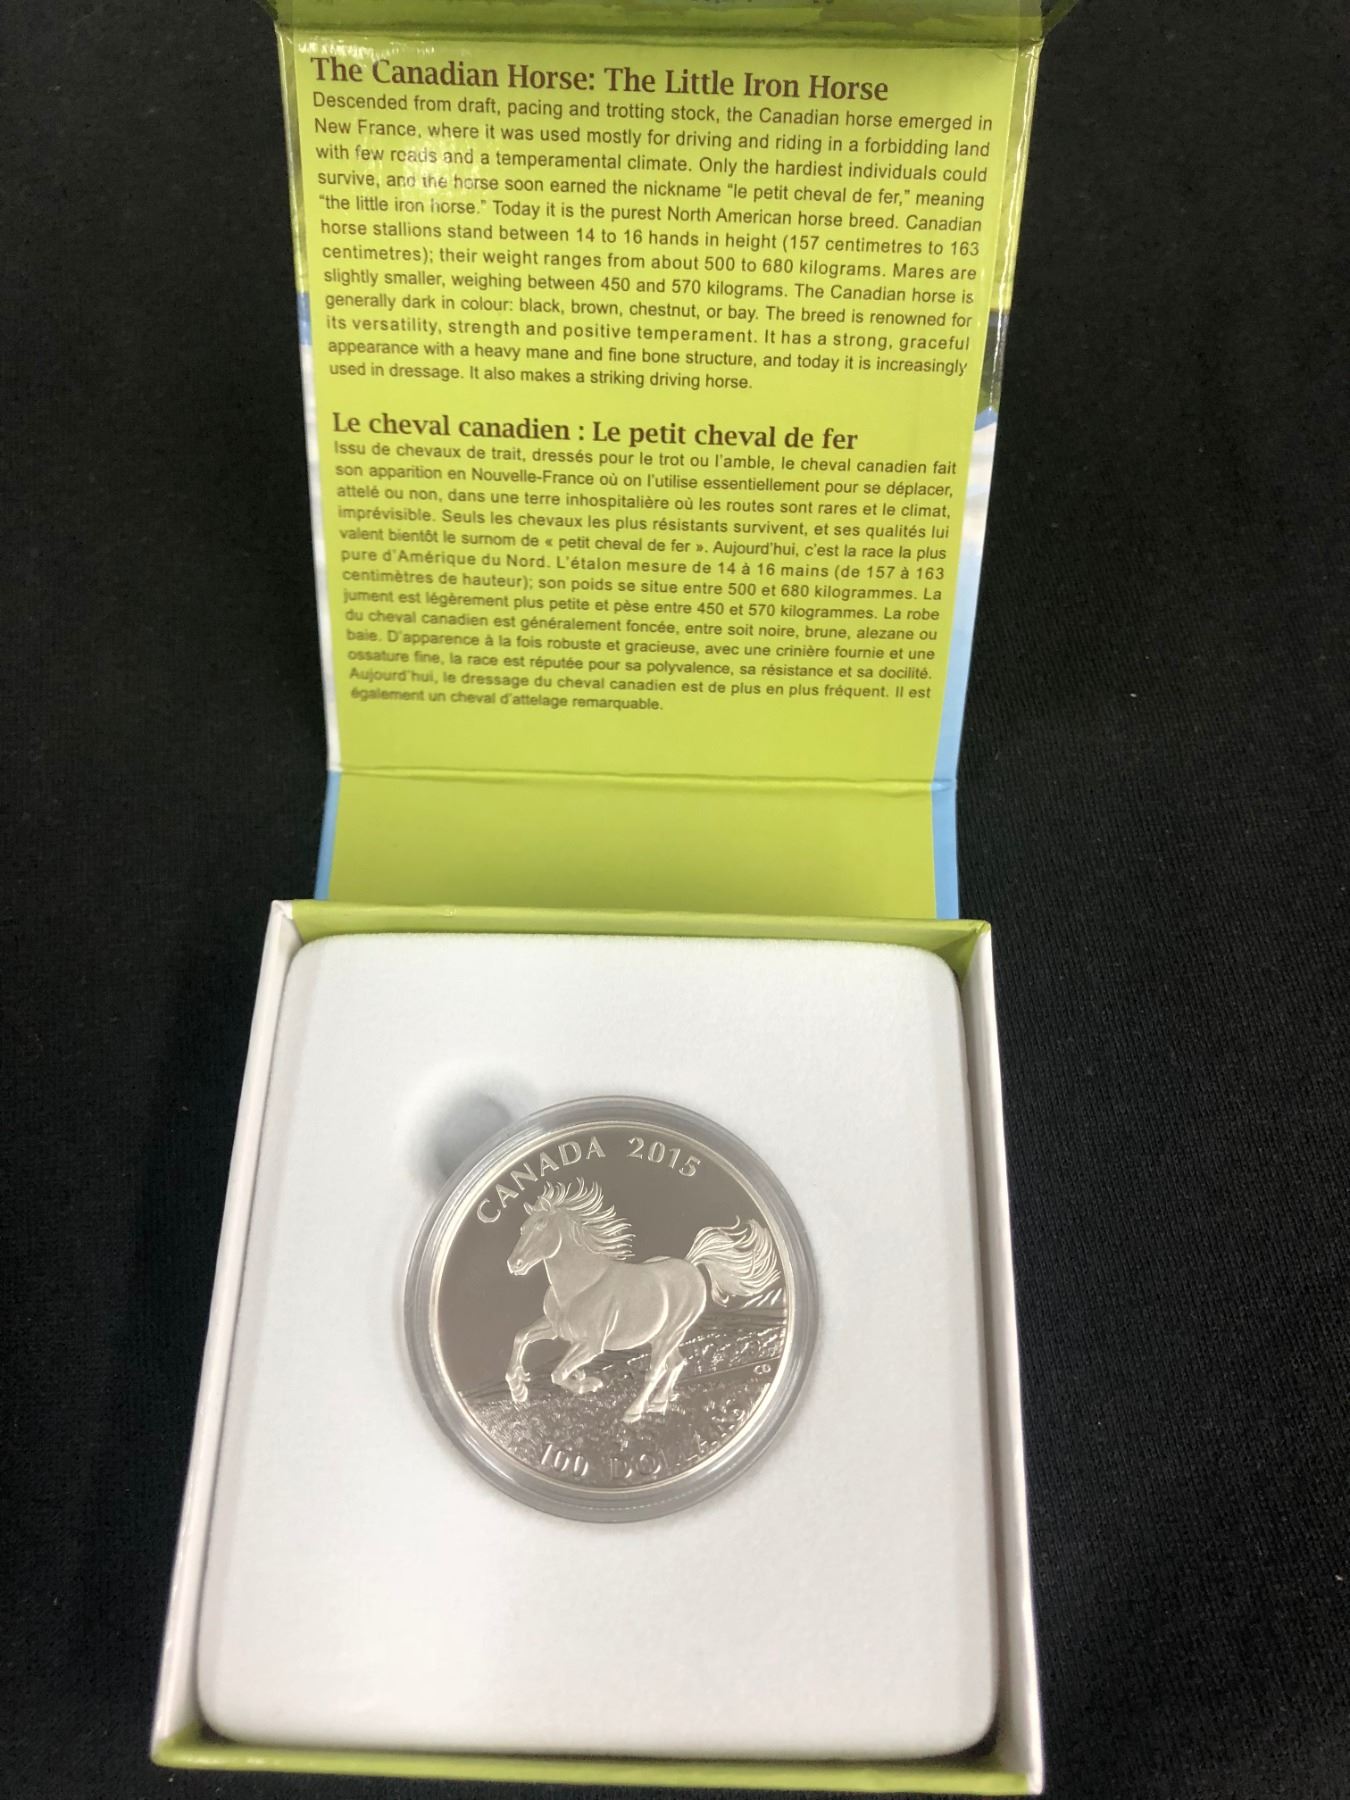 The Canadian Horse: The Little Iron Horse
Descended from draft, pacing and trotting stock, the Canadian horse emerged in
New France, where it was used mostly for driving and riding in a forbidding land
with few roads and a temperamental climate. Only the hardiest individuals could
survive, and the horse soon earned the nickname "le petit cheval de fer," meaning
"the little iron horse." Today it is the purest North American horse breed. Canadian
horse stallions stand between 14 to 16 hands in height (157 centimetres to 163
centimetres); their weight ranges from about 500 to 680 kilograms. Mares are
slightly smaller, weighing between 450 and 570 kilograms. The Canadian horse is
generally dark in colour: black, brown, chestnut, or bay. The breed is renowned for
its versatility, strength and positive temperament. It has a strong, graceful
appearance with a heavy mane and fine bone structure, and today it is increasingly
used in dressage. It also makes a striking driving horse.
Le cheval canadien : Le petit cheval de fer
Issu de chevaux de trait, dressés pour le trot ou l'amble, le cheval canadien fait
son apparition en Nouvelle-France où on l'utilise essentiellement pour se déplacer,
attelé ou non, dans une terre inhospitalière où les routes sont rares et le climat,
imprévisible. Seuls les chevaux les plus résistants survivent, et ses qualités lui
valent bientôt le surnom de « petit cheval de fer ». Aujourd'hui, c'est la race la plus
pure d'Amérique du Nord. L'étalon mesure de 14 à 16 mains (de 157 à 163
centimètres de hauteur); son poids se situe entre 500 et 680 kilogrammes. La
jument est légèrement plus petite et pèse entre 450 et 570 kilogrammes. La robe
du cheval canadien est généralement foncée, entre soit noire, brune, alezane ou
baie. D'apparence à la fois robuste et gracieuse, avec une crinière fournie et une
ossature fine, la race est réputée pour sa polyvalence, sa résistance et sa docilité.
Aujourd'hui, le dressage du cheval canadien est de plus en plus fréquent. Il est
également un cheval d'attelage remarquable.
CANADA 2015
CD
100 DOLLARS